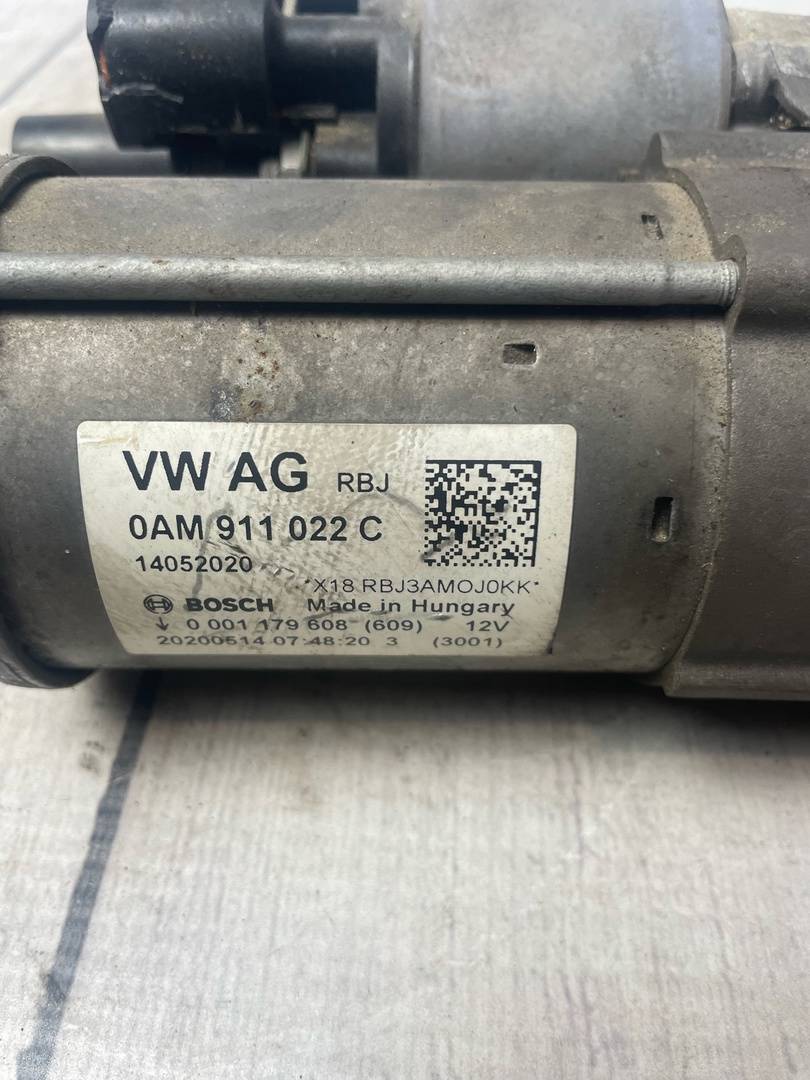 VW AG RBJ
0AM 911 022 C
14052020
*X18 RBJ3AMOJ0KK*
BOSCH Made in Hungary
↓ 0 001 179 608 (609) 12V
20200514 07:48:20 3 (3001)